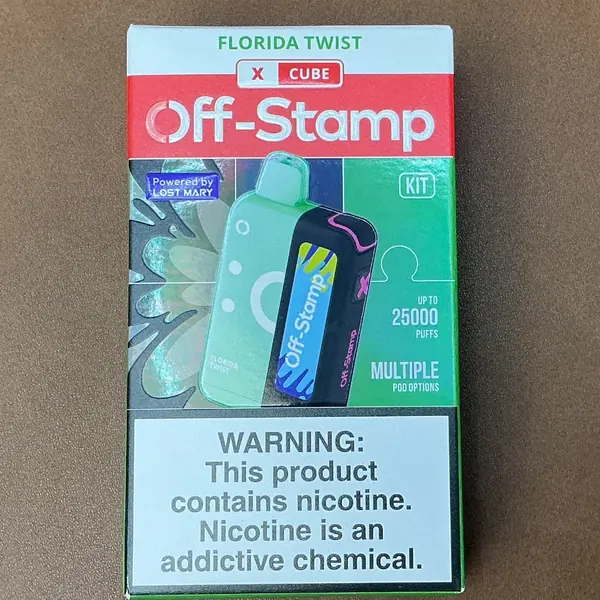 FLORIDA TWIST
X CUBE
Off-Stamp
Powered by
LOST MARY
KIT
Off-Stamp
X
Off-Stamp
FLORIDA
TWIST
UP TO
25000
PUFFS
MULTIPLE
POD OPTIONS
WARNING:
This product
contains nicotine.
Nicotine is an
addictive chemical.